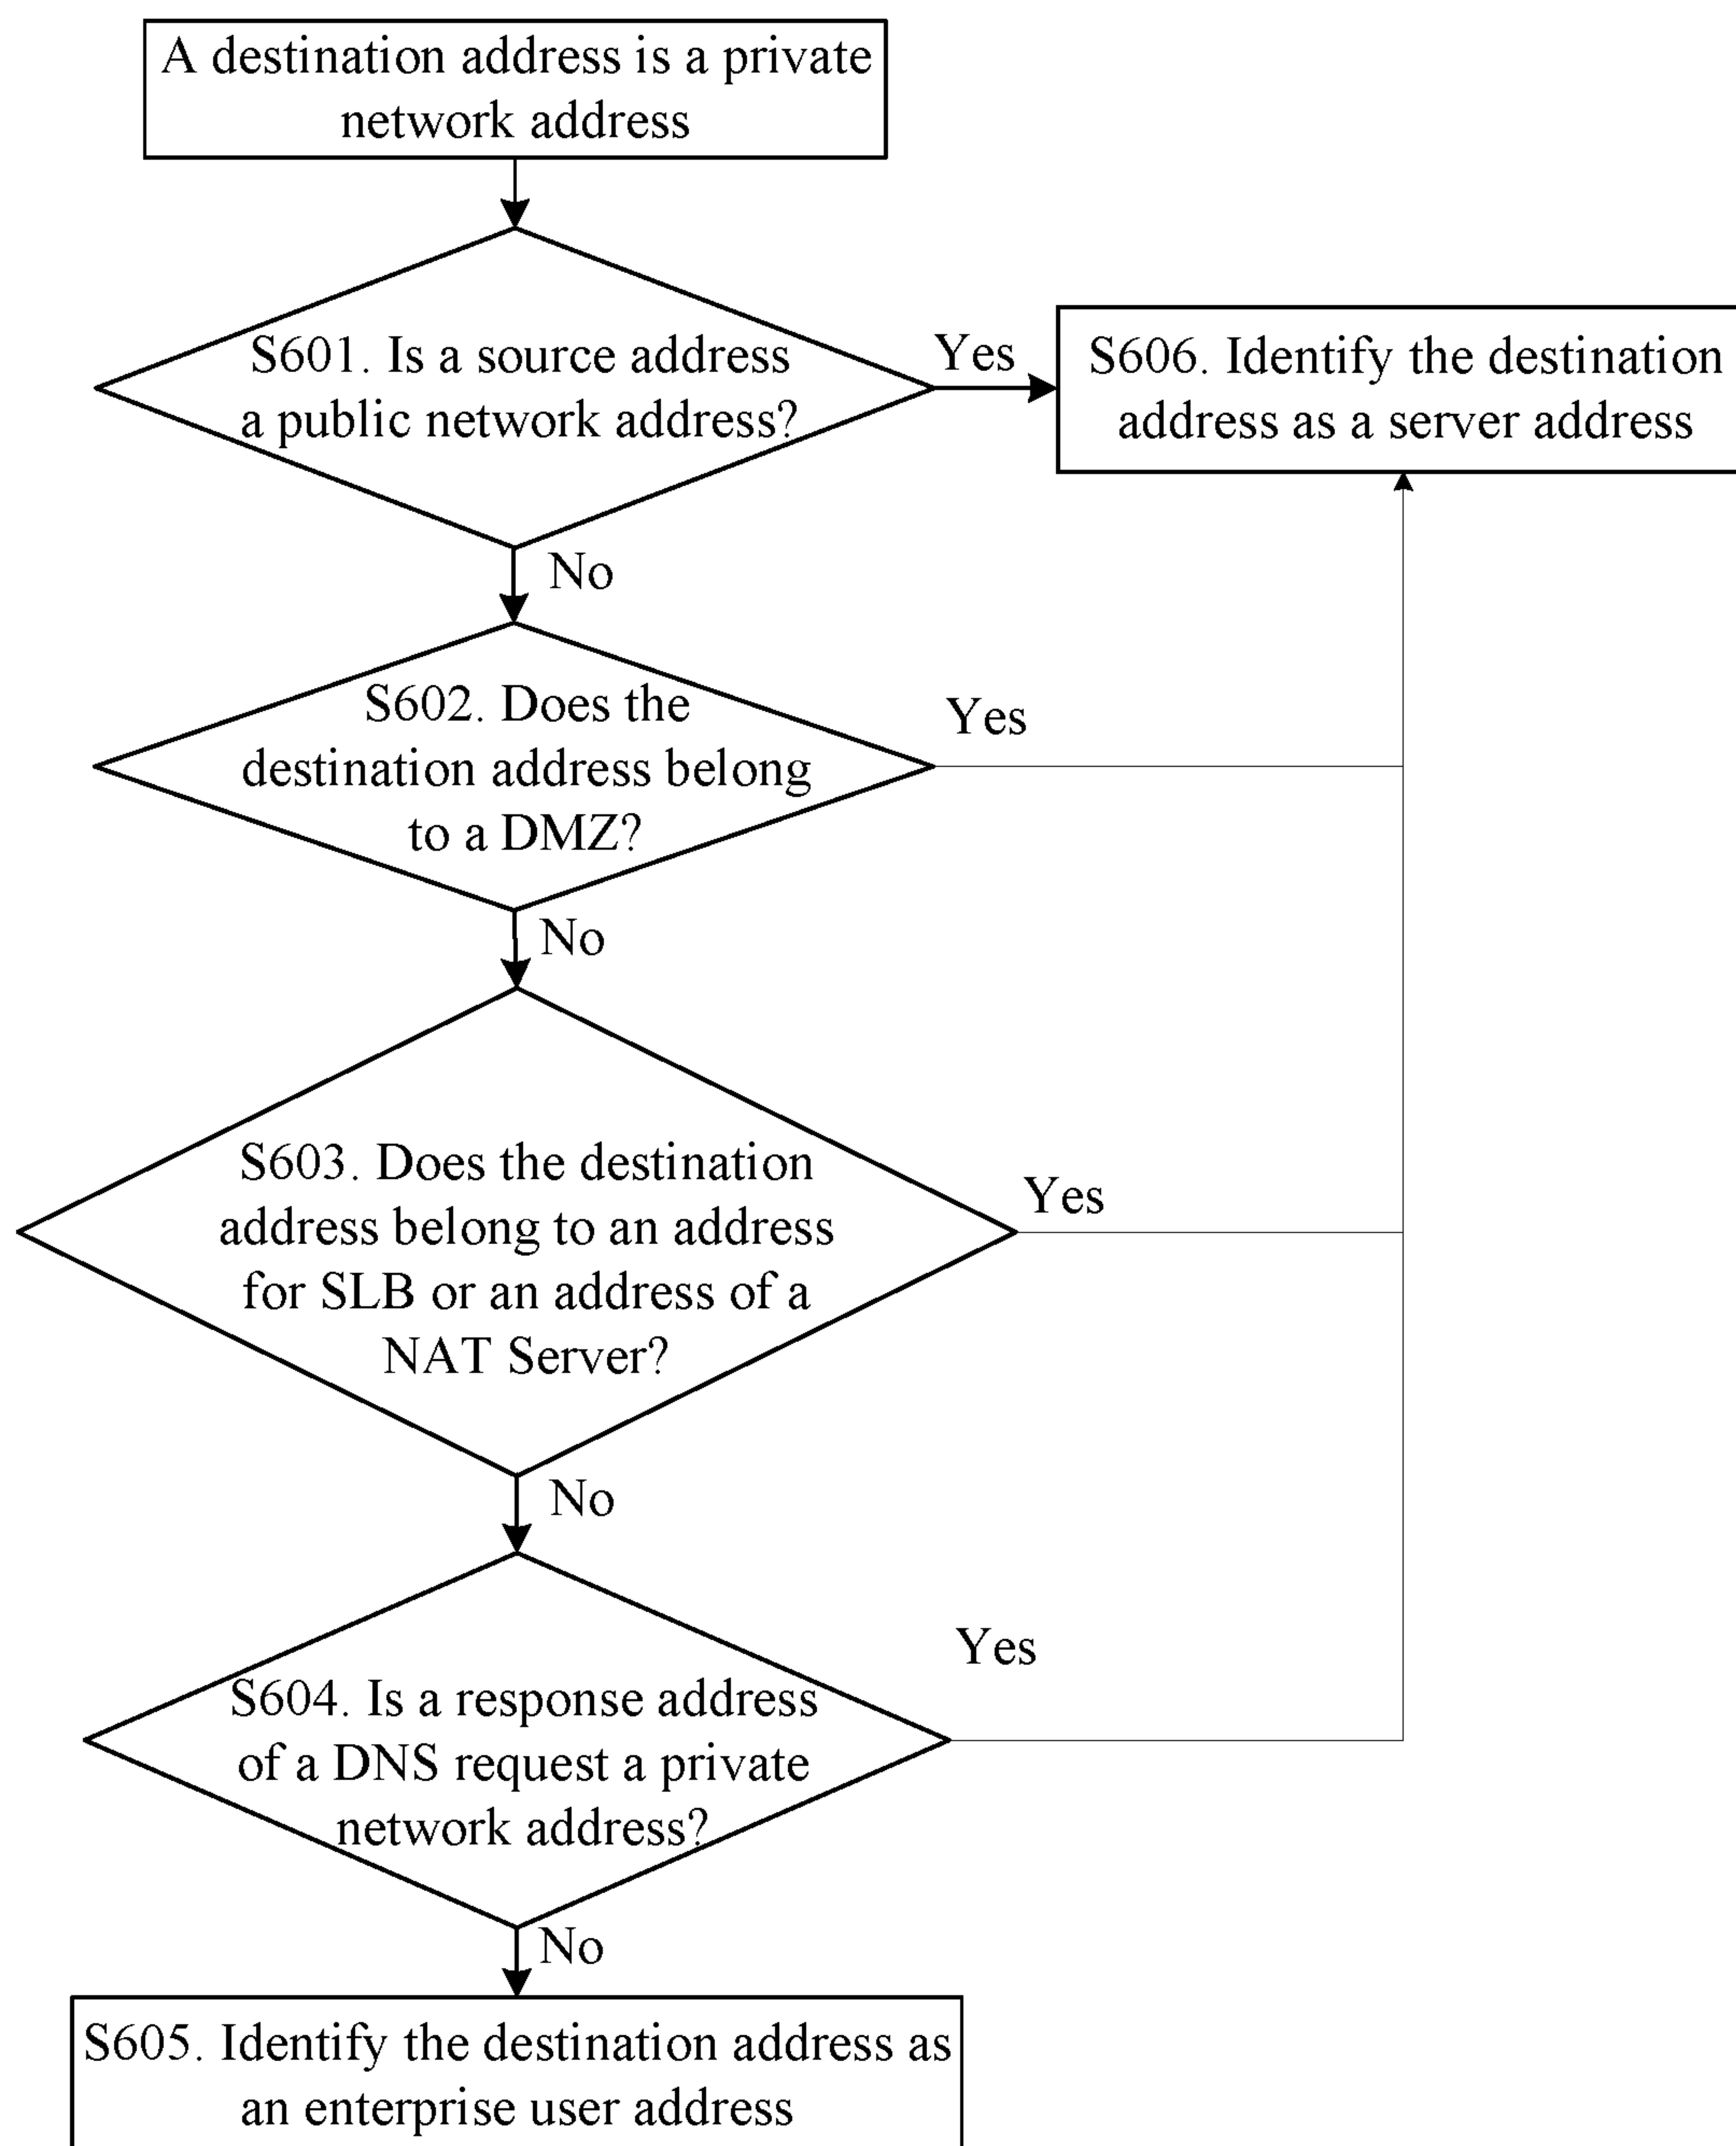 A destination address is a private
network address
S601. Is a source address
a public network address?
Yes
S606. Identify the destination
address as a server address
No
S602. Does the
destination address belong
to a DMZ?
Yes
No
S603. Does the destination
address belong to an address
for SLB or an address of a
NAT Server?
Yes
No
S604. Is a response address
of a DNS request a private
network address?
Yes
No
S605. Identify the destination address as
an enterprise user address